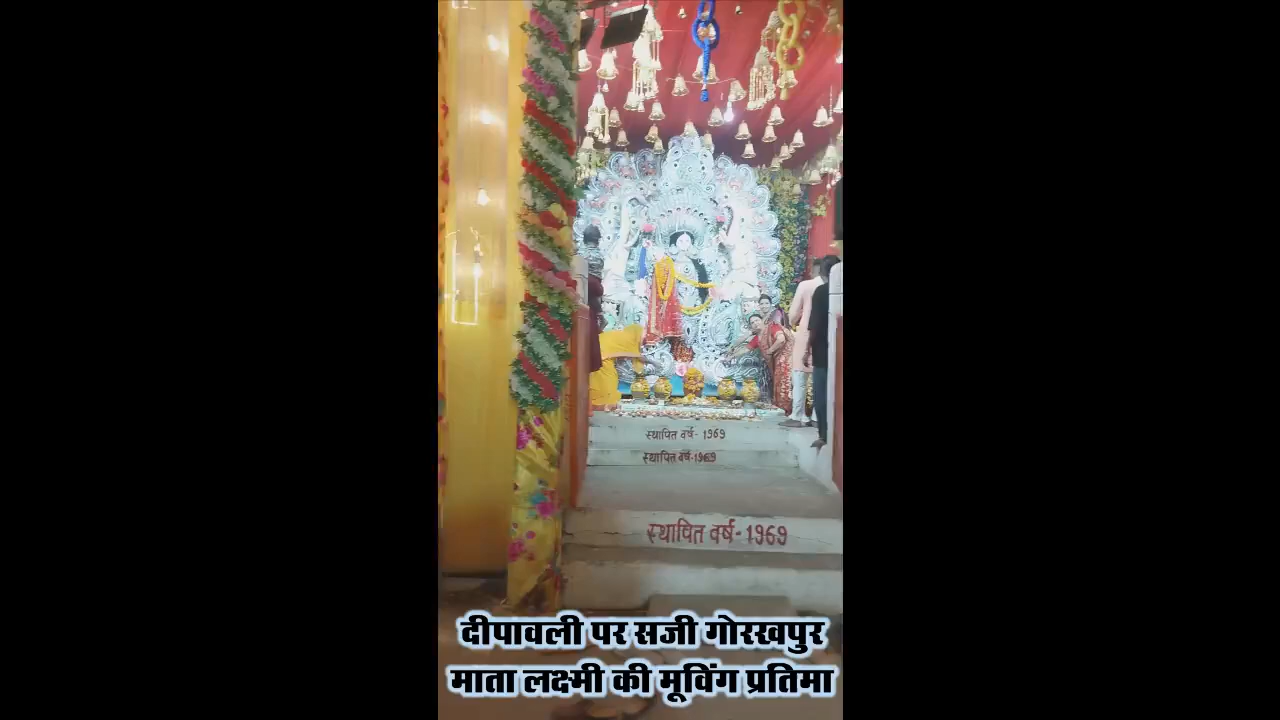 स्थापित वर्ष- 1969
स्थापित वर्ष-1969
स्थापित वर्ष-1969
दीपावली पर सजी गोरखपुर
माता लक्ष्मी की मूविंग प्रतिमा